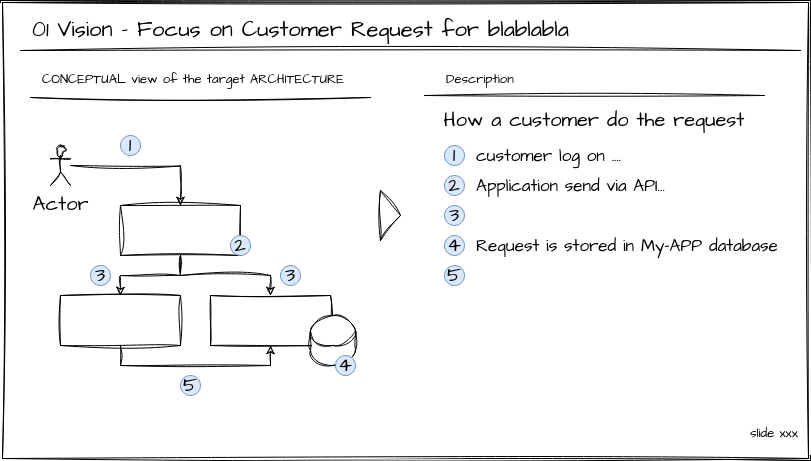 01 Vision - Focus on Customer Request for blablabla
CONCEPTUAL view of the target ARCHITECTURE
1
Actor
2
3
3
4
5
Description
How a customer do the request
1 customer log on ....
2 Application send via API...
3
4 Request is stored in My-APP database
5
slide xxx